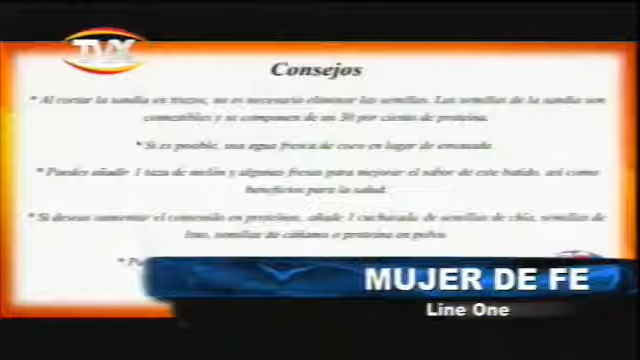 TVX
Consejos
* Al cortar la sandía en trozos, no es necesario eliminar las semillas. Las semillas de la sandía son
comestibles y se componen de un 30 por ciento de proteína.
* Si es posible, usa agua fresca de coco en lugar de envasada.
* Puedes añadir 1 taza de melón y algunas fresas para mejorar el sabor de este batido, así como
beneficios para la salud.
* Si deseas aumentar el contenido en proteínas, añade 1 cucharada de semillas de chía, semillas de
lino, semillas de cáñamo o proteína en polvo.
MUJER DE FE
Line One